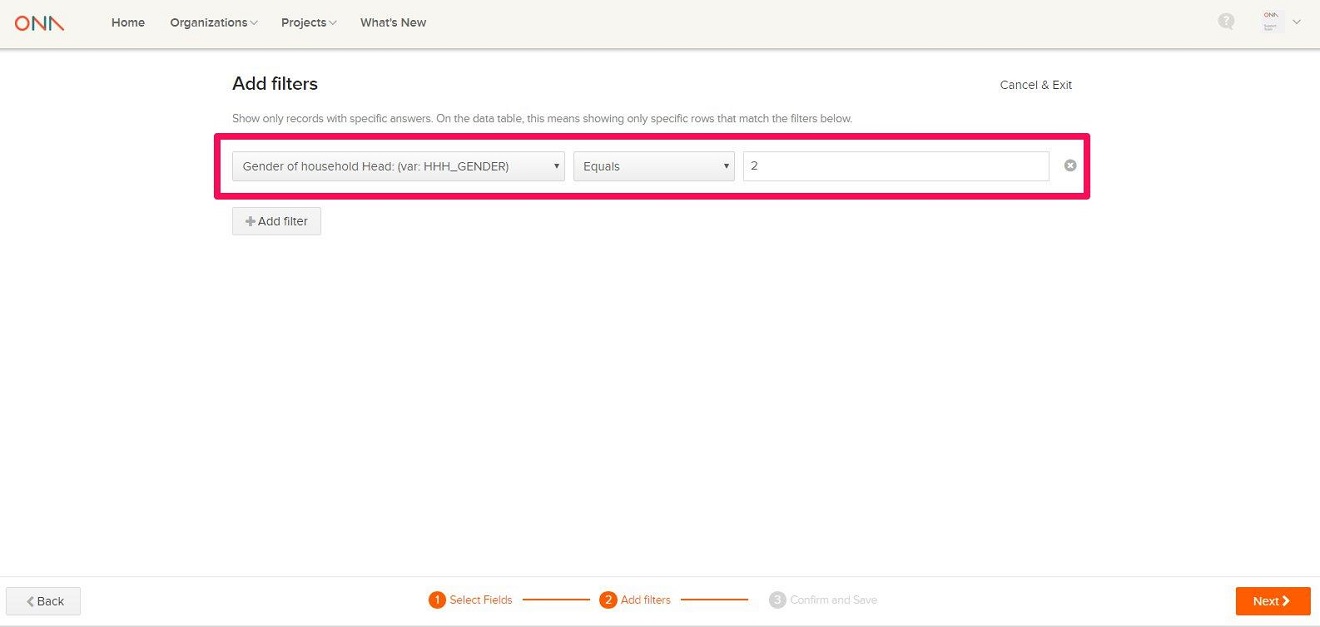 ONA Home Organizations Projects What's New ?
Add filters Cancel & Exit
Show only records with specific answers. On the data table, this means showing only specific rows that match the filters below.
Gender of household Head: (var: HHH_GENDER) Equals 2
Add filter
Back 1 Select Fields 2 Add filters 3 Confirm and Save Next